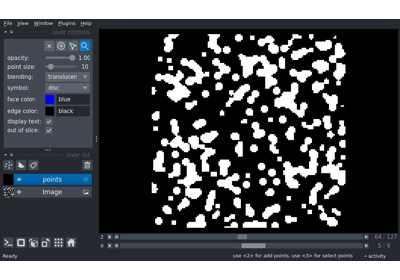 File View Window Plugins Help
layer controls
opacity: 1.00
point size: 10
blending: translucen
symbol: disc
face color: blue
edge color: black
display text:
out of slice:
layer list
points
Image
2 64 127
0 5 9
Ready use <2> for add points, use <3> for select points activity